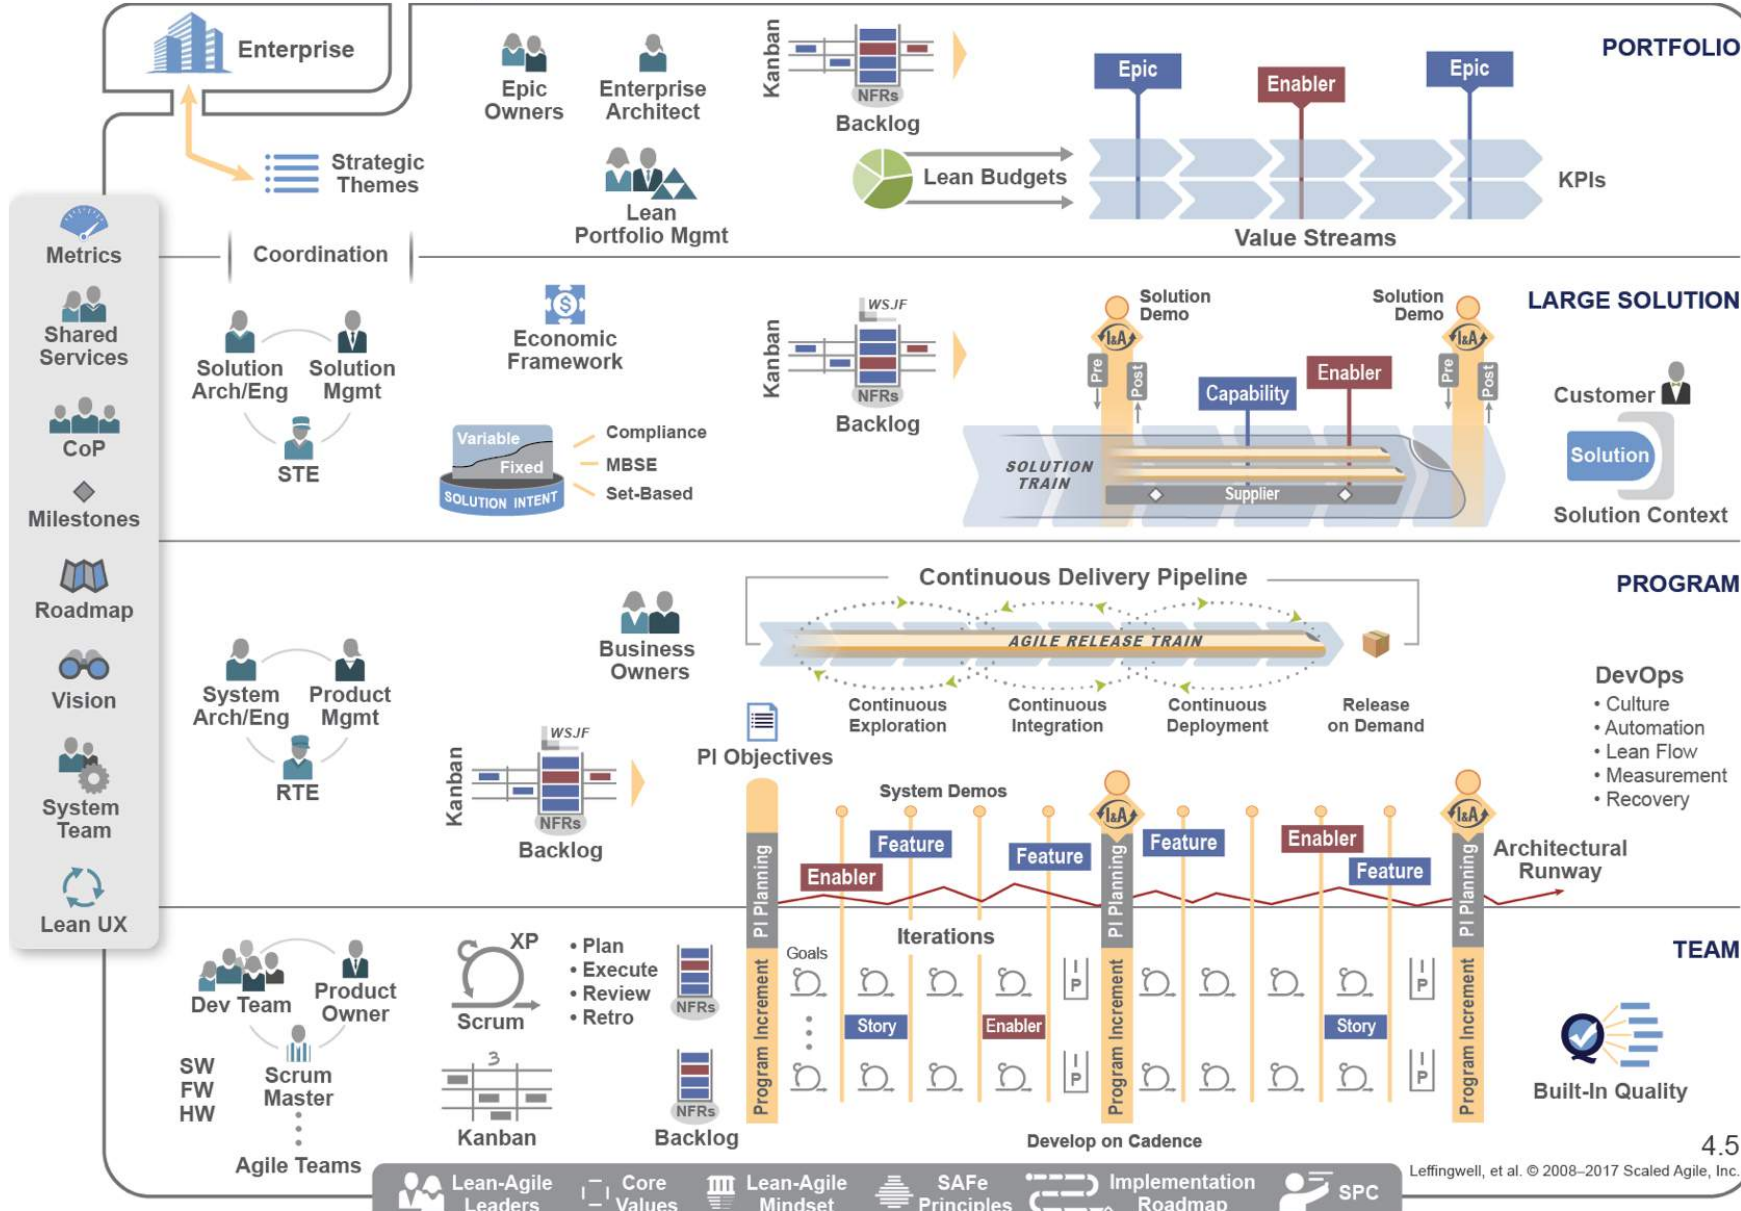 Enterprise
Strategic
Themes
Epic
Owners
Enterprise
Architect
Lean
Portfolio Mgmt
Kanban
NFRs
Backlog
Lean Budgets
Epic
Enabler
Epic
KPIs
Value Streams
PORTFOLIO
Metrics
Shared
Services
CoP
Milestones
Roadmap
Vision
System
Team
Lean UX
Coordination
Solution
Arch/Eng
Solution
Mgmt
STE
Economic
Framework
Variable
Fixed
SOLUTION INTENT
Compliance
MBSE
Set-Based
Kanban
WSJF
NFRs
Backlog
Solution
Demo
I&A
Pre
Post
Capability
Enabler
Solution
Demo
I&A
Pre
Post
SOLUTION
TRAIN
Supplier
LARGE SOLUTION
Customer
Solution
Solution Context
System
Arch/Eng
Product
Mgmt
RTE
Business
Owners
Kanban
WSJF
NFRs
Backlog
Continuous Delivery Pipeline
AGILE RELEASE TRAIN
Continuous
Exploration
Continuous
Integration
Continuous
Deployment
Release
on Demand
PROGRAM
DevOps
• Culture
• Automation
• Lean Flow
• Measurement
• Recovery
PI Objectives
System Demos
I&A
I&A
PI Planning
Enabler
Feature
Feature
PI Planning
Feature
Enabler
Feature
PI Planning
Architectural
Runway
Dev Team
Product
Owner
Scrum
Master
SW
FW
HW
Agile Teams
XP
Scrum
• Plan
• Execute
• Review
• Retro
3
Kanban
NFRs
NFRs
Backlog
Program Increment
Goals
Iterations
Story
Enabler
I
P
I
P
Program Increment
Story
I
P
I
P
Program Increment
Develop on Cadence
TEAM
Built-In Quality
4.5
Leffingwell, et al. © 2008–2017 Scaled Agile, Inc.
Lean-Agile
Leaders
Core
Values
Lean-Agile
Mindset
SAFe
Principles
Implementation
Roadmap
SPC